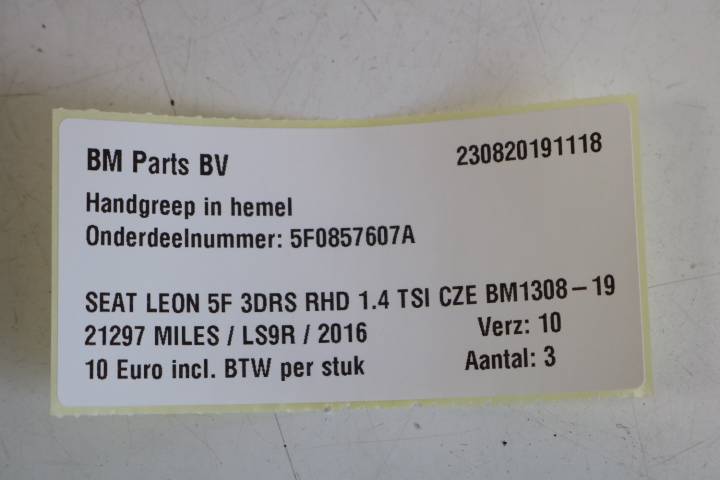 BM Parts BV
230820191118
Handgreep in hemel
Onderdeelnummer: 5F0857607A
SEAT LEON 5F 3DRS RHD 1.4 TSI CZE BM1308-19
21297 MILES / LS9R / 2016 Verz: 10
10 Euro incl. BTW per stuk Aantal: 3